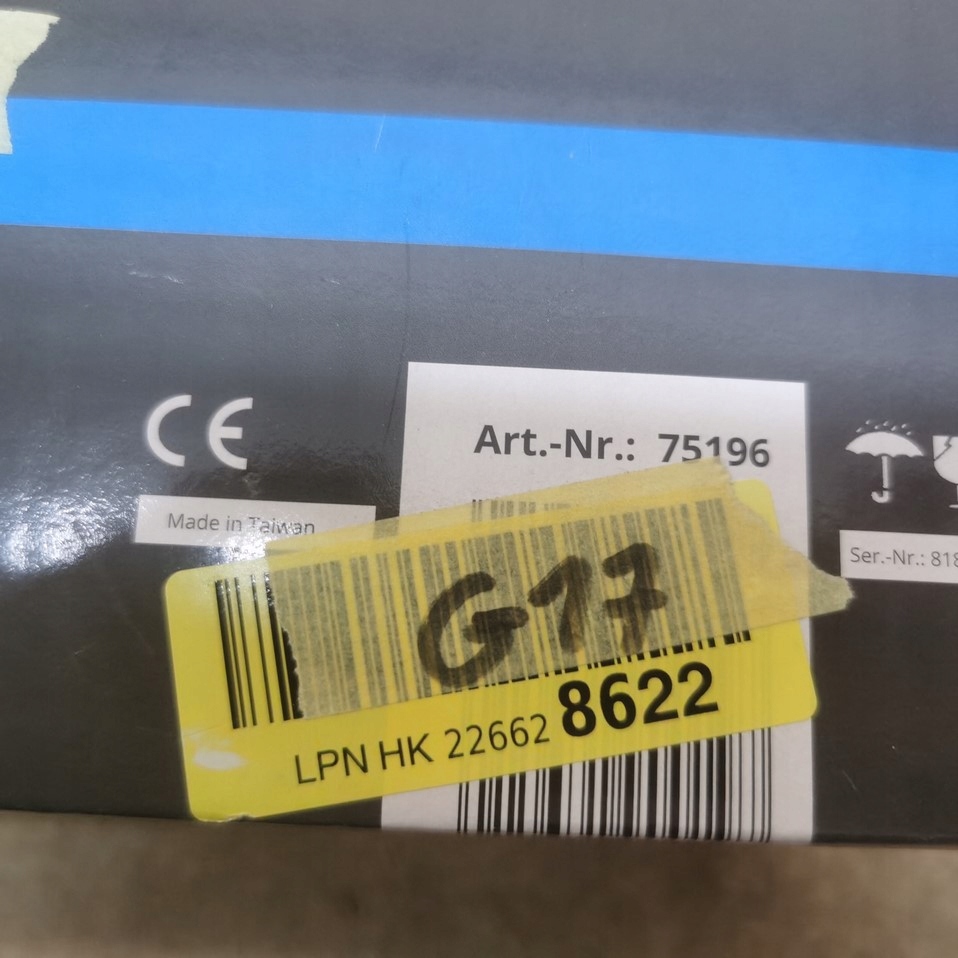 CE
Art.-Nr.: 75196
Made in Taiwan
Ser.-Nr.: 818
G17
LPN HK 22662 8622